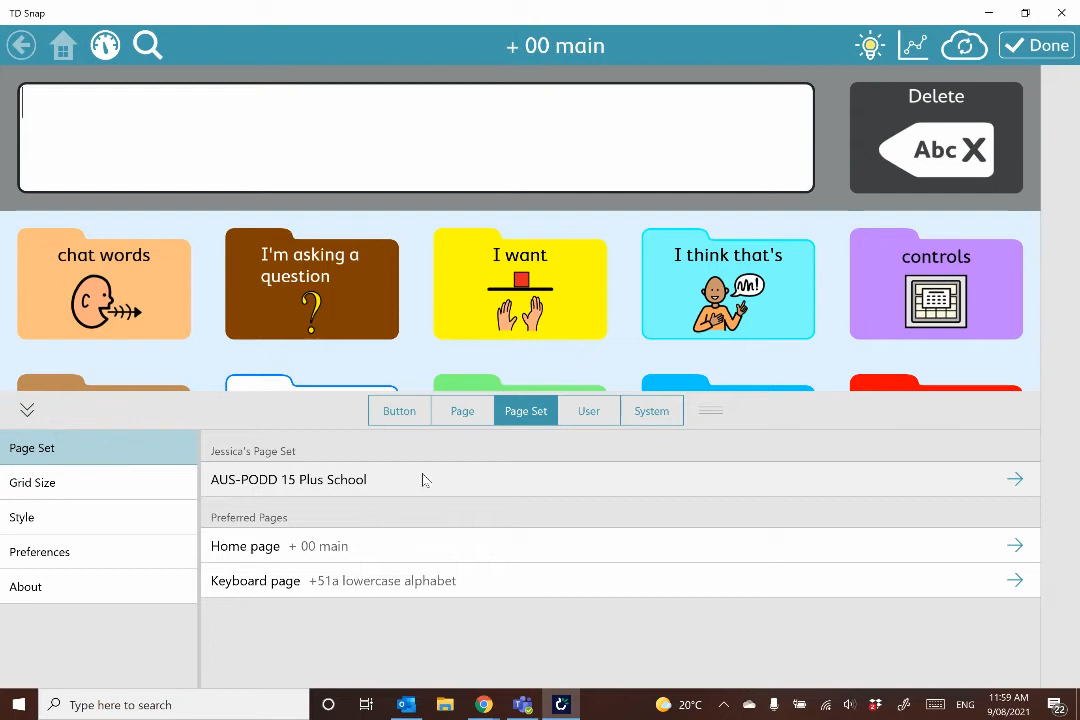 TD Snap
+ 00 main
Done
Delete
Abc X
chat words
I'm asking a
question
?
I want
I think that's
nh!
controls
Button
Page
Page Set
User
System
Page Set
Grid Size
Style
Preferences
About
Jessica's Page Set
AUS-PODD 15 Plus School
Preferred Pages
Home page + 00 main
Keyboard page +51a lowercase alphabet
Type here to search
20°C
ENG
11:59 AM
9/08/2021
22